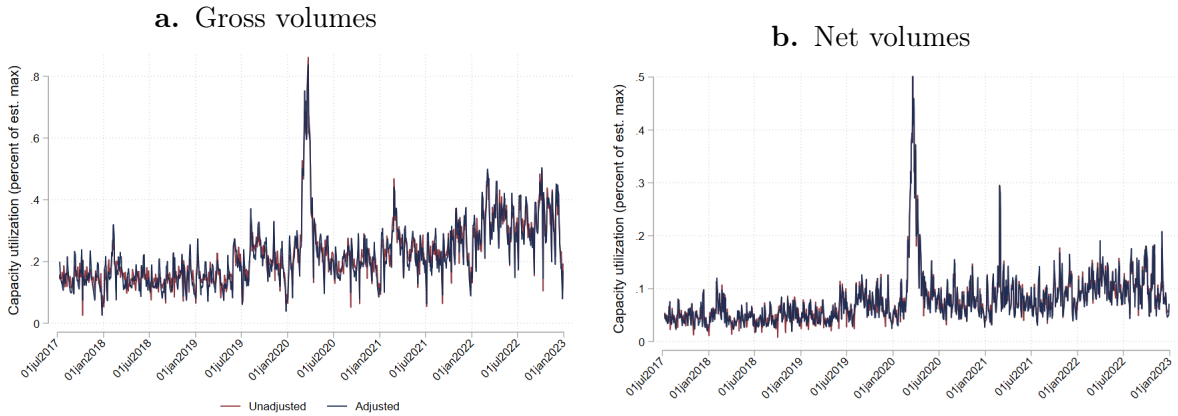 a. Gross volumes
Capacity utilization (percent of est. max)
.8
.6
.4
.2
0
01jul2017
01jan2018
01jul2018
01jan2019
01jul2019
01jan2020
01jul2020
01jan2021
01jul2021
01jan2022
01jul2022
01jan2023
Unadjusted Adjusted
b. Net volumes
Capacity utilization (percent of est. max)
.5
.4
.3
.2
.1
0
01jul2017
01jan2018
01jul2018
01jan2019
01jul2019
01jan2020
01jul2020
01jan2021
01jul2021
01jan2022
01jul2022
01jan2023